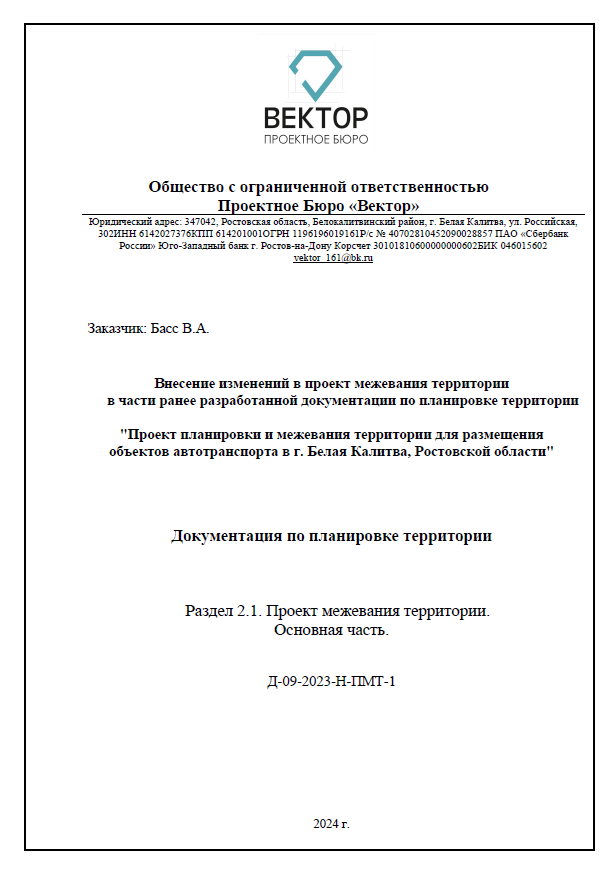 ВЕКТОР
ПРОЕКТНОЕ БЮРО
Общество с ограниченной ответственностью
Проектное Бюро «Вектор»
Юридический адрес: 347042, Ростовская область, Белокалитвинский район, г. Белая Калитва, ул. Российская,
302ИНН 6142027376КПП 614201001ОГРН 1196196019161Р/с № 40702810452090028857 ПАО «Сбербанк
России» Юго-Западный банк г. Ростов-на-Дону Корсчет 30101810600000000602БИК 046015602
vektor_161@bk.ru
Заказчик: Басс В.А.
Внесение изменений в проект межевания территории
в части ранее разработанной документации по планировке территории
"Проект планировки и межевания территории для размещения
объектов автотранспорта в г. Белая Калитва, Ростовской области"
Документация по планировке территории
Раздел 2.1. Проект межевания территории.
Основная часть.
Д-09-2023-Н-ПМТ-1
2024 г.